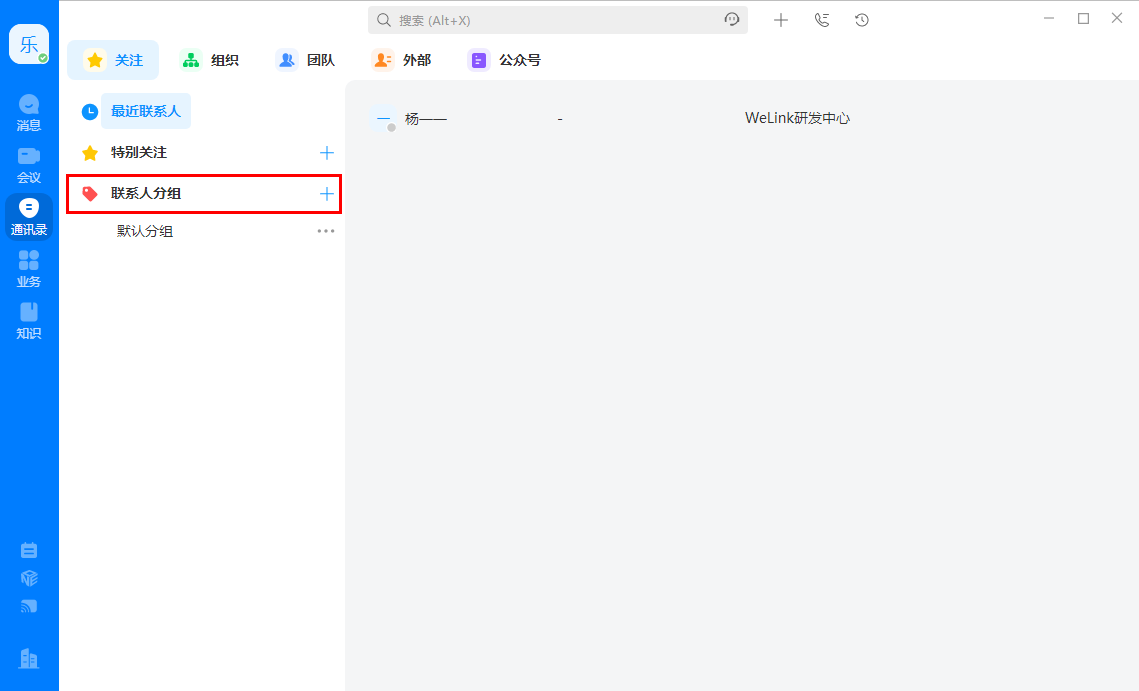 搜索 (Alt+X)
乐
消息
会议
通讯录
业务
知识
关注
组织
团队
外部
公众号
最近联系人
特别关注
联系人分组
默认分组
杨—— - WeLink研发中心